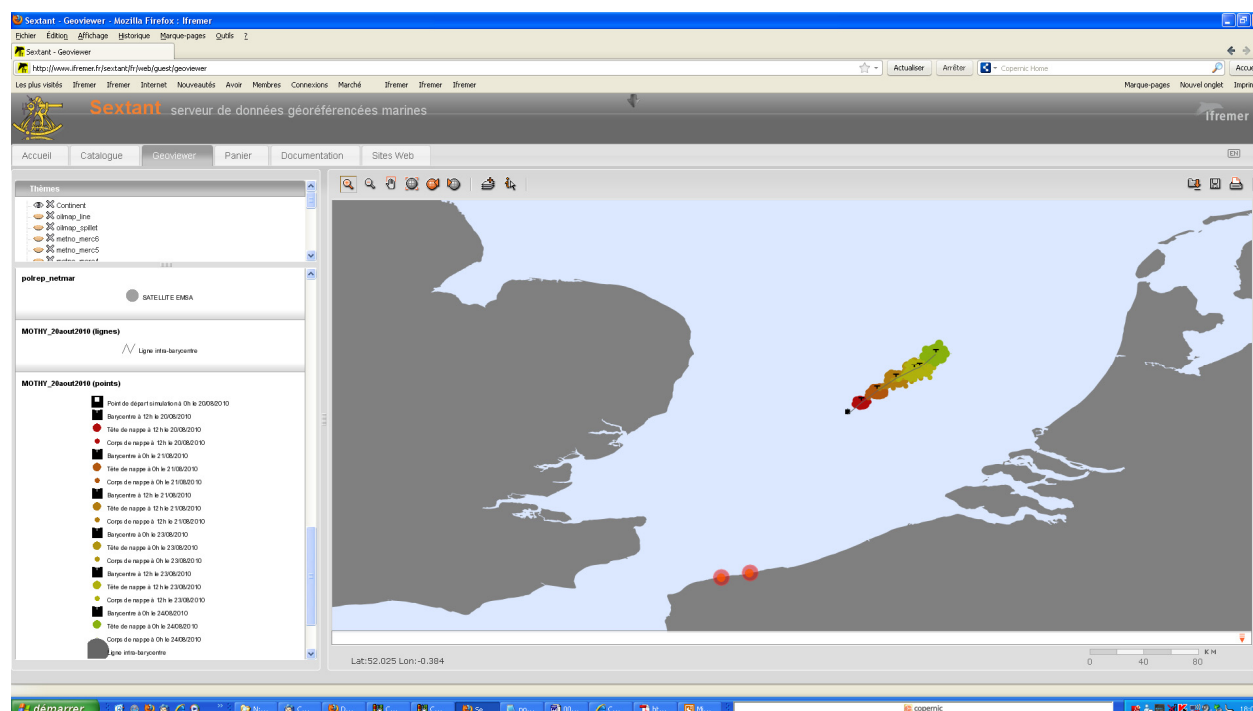 Sextant - Geoviewer - Mozilla Firefox : Ifremer
Fichier Édition Affichage Historique Marque-pages Outils ?
Sextant - Geoviewer
http://www.ifremer.fr/sextant/fr/web/guest/geoviewer
Actualiser Arrêter Copernic Home
Les plus visités Ifremer Ifremer Internet Nouveautés Avoir Membres Connexions Marché Ifremer Ifremer Ifremer Marque-pages Nouvel onglet
Sextant serveur de données géoréférencées marines
Ifremer
Accueil Catalogue Geoviewer Panier Documentation Sites Web EN
Thèmes
Continent
oilmap_line
oilmap_spillet
metno_merc6
metno_merc5
polrep_netmar
SATELLITE EMSA
MOTHY_20aout2010 (lignes)
Ligne intra-barycentre
MOTHY_20aout2010 (points)
Point de départ simulation à 0h le 20/08/2010
Barycentre à 12h le 20/08/2010
Tête de nappe à 12h le 20/08/2010
Corps de nappe à 12h le 20/08/2010
Barycentre à 0h le 21/08/2010
Tête de nappe à 0h le 21/08/2010
Corps de nappe à 0h le 21/08/2010
Barycentre à 12h le 21/08/2010
Tête de nappe à 12h le 21/08/2010
Corps de nappe à 12h le 21/08/2010
Barycentre à 0h le 23/08/2010
Tête de nappe à 0h le 23/08/2010
Corps de nappe à 0h le 23/08/2010
Barycentre à 12h le 23/08/2010
Tête de nappe à 12h le 23/08/2010
Corps de nappe à 12h le 23/08/2010
Barycentre à 0h le 24/08/2010
Tête de nappe à 0h le 24/08/2010
Corps de nappe à 0h le 24/08/2010
Ligne intra-barycentre
Lat:52.025 Lon:-0.384
KM
0 40 80
démarrer
copernic